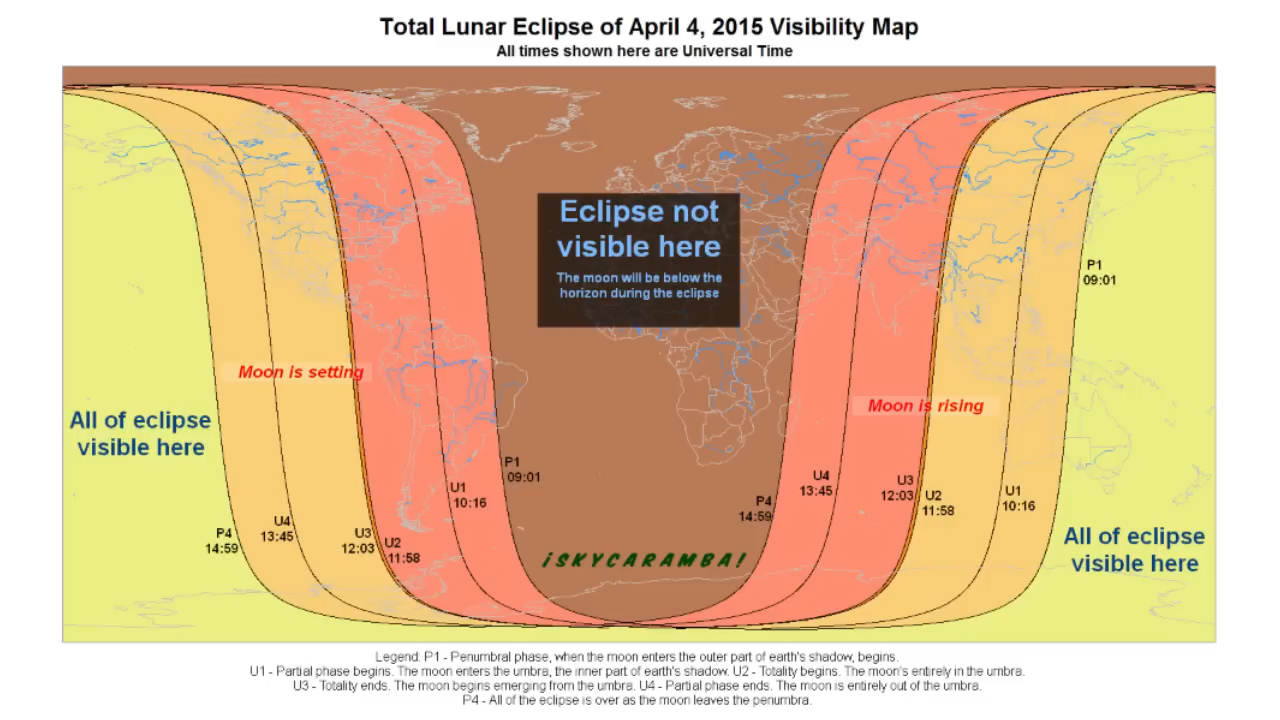 Total Lunar Eclipse of April 4, 2015 Visibility Map
All times shown here are Universal Time
Eclipse not
visible here
The moon will be below the
horizon during the eclipse
P1
09:01
Moon is setting
Moon is rising
All of eclipse
visible here
P1
09:01
U1
10:16
U4
13:45
P4
14:59
U3
12:03
U2
11:58
U1
10:16
P4
14:59
U4
13:45
U3
12:03
U2
11:58
All of eclipse
visible here
¡SKYCARAMBA!
Legend: P1 - Penumbral phase, when the moon enters the outer part of earth's shadow, begins.
U1 - Partial phase begins. The moon enters the umbra, the inner part of earth's shadow. U2 - Totality begins. The moon's entirely in the umbra.
U3 - Totality ends. The moon begins emerging from the umbra. U4 - Partial phase ends. The moon is entirely out of the umbra.
P4 - All of the eclipse is over as the moon leaves the penumbra.